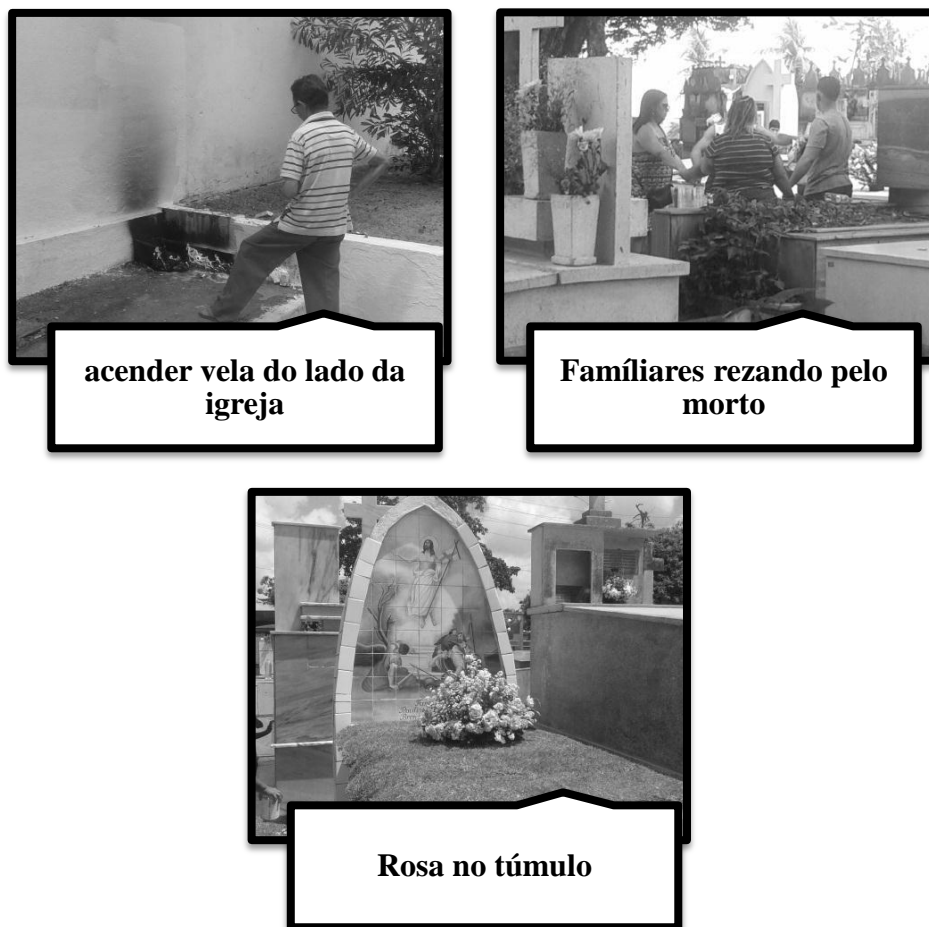 acender vela do lado da
igreja
Famíliares rezando pelo
morto
Rosa no túmulo